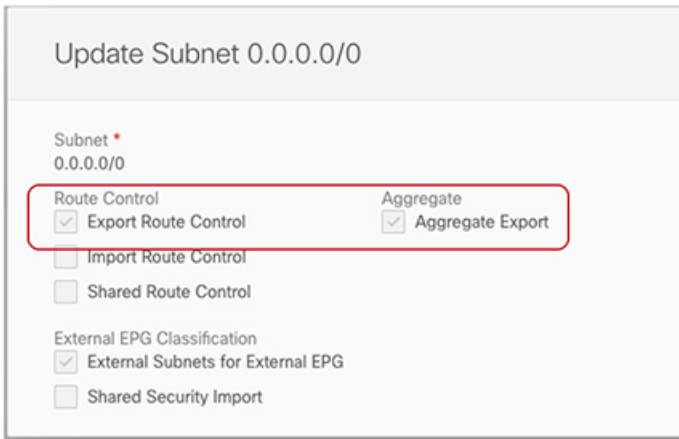 Update Subnet 0.0.0.0/0
Subnet *
0.0.0.0/0
Route Control Aggregate
Export Route Control Aggregate Export
Import Route Control
Shared Route Control
External EPG Classification
External Subnets for External EPG
Shared Security Import